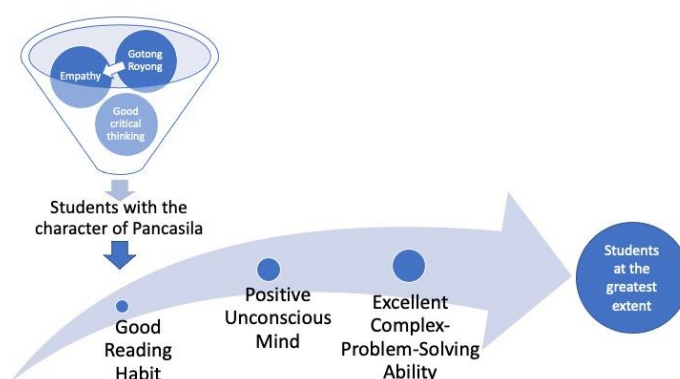 Gotong
Royong
Empathy
Good
critical
thinking
Students with the
character of Pancasila
Good
Reading
Habit
Positive
Unconscious
Mind
Excellent
Complex-
Problem-Solving
Ability
Students
at the
greatest
extent